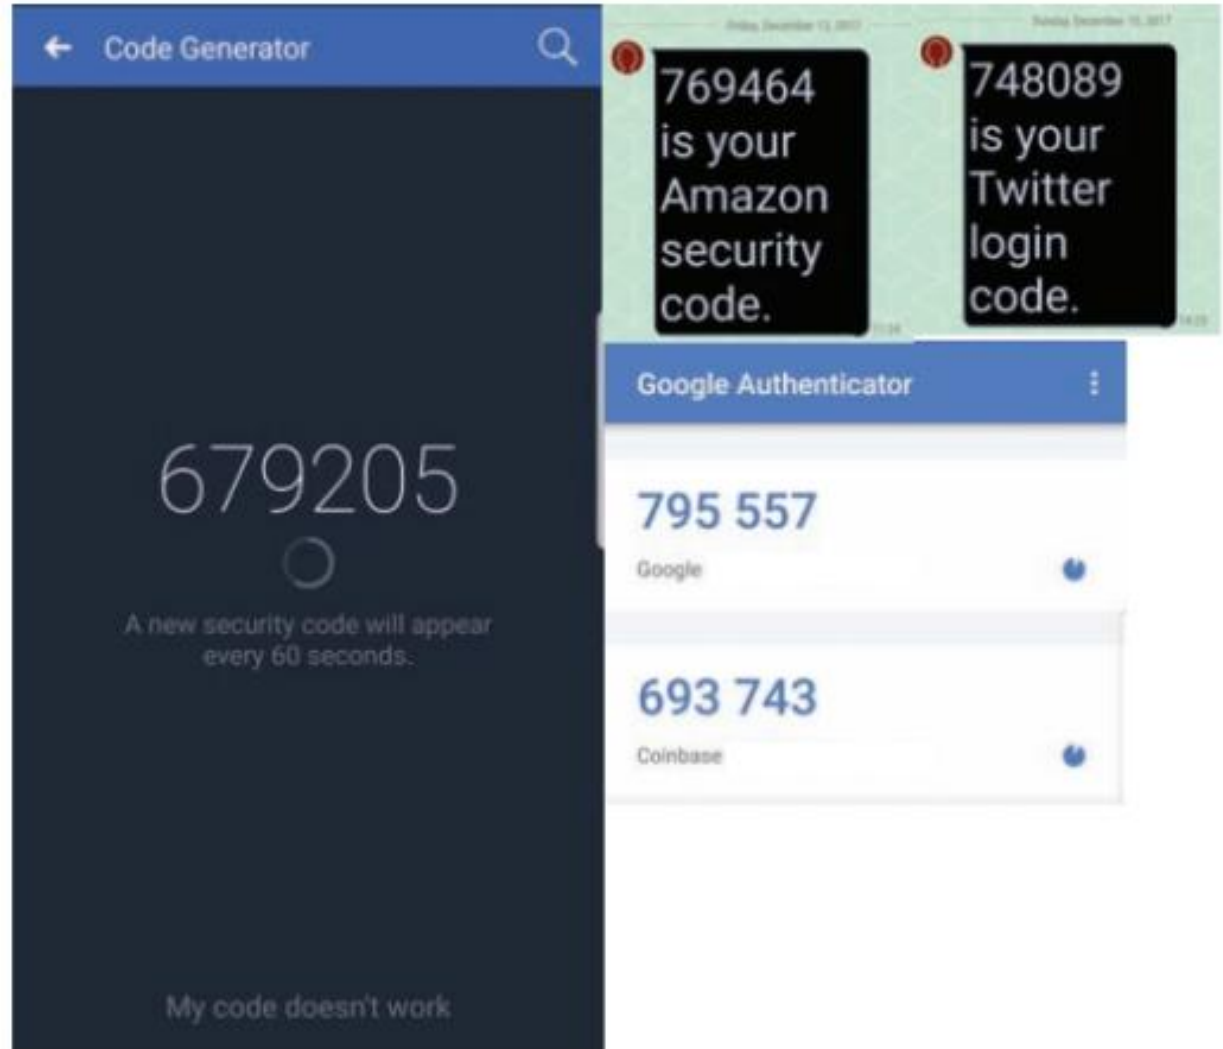 Code Generator
679205
A new security code will appear
every 60 seconds.
My code doesn't work
769464
is your
Amazon
security
code.
748089
is your
Twitter
login
code.
Google Authenticator
795 557
Google
693 743
Coinbase